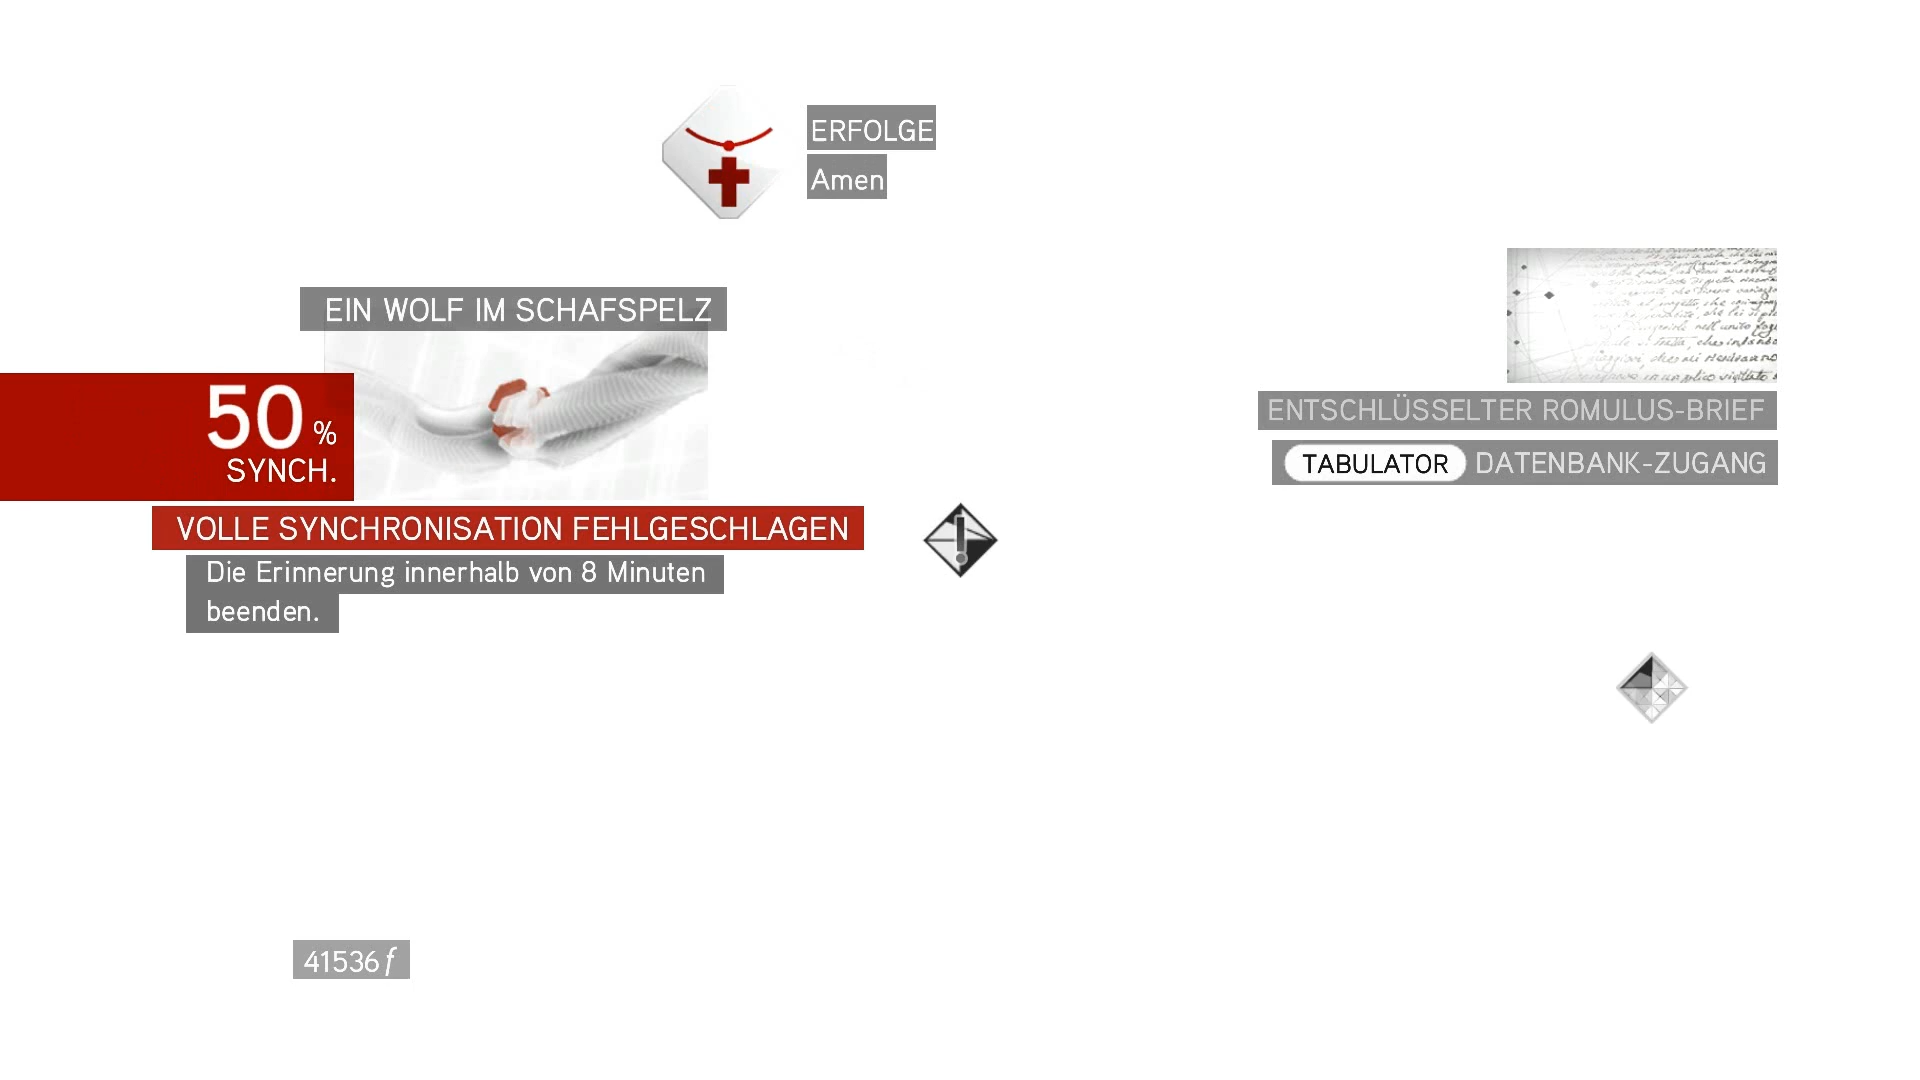 ERFOLGE
Amen
EIN WOLF IM SCHAFSPELZ
50 %
SYNCH.
VOLLE SYNCHRONISATION FEHLGESCHLAGEN
Die Erinnerung innerhalb von 8 Minuten
beenden.
ENTSCHLÜSSELTER ROMULUS-BRIEF
TABULATOR DATENBANK-ZUGANG
41536 f